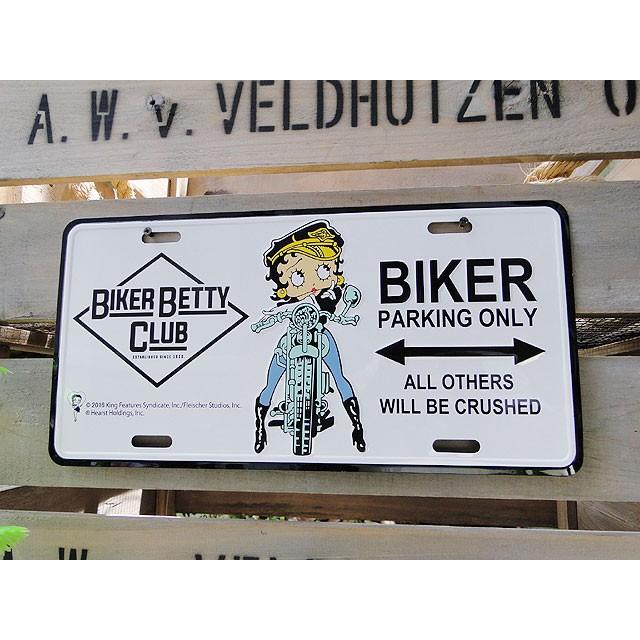 A. W. v. VELDHUTZEN
BIKER BETTY
CLUB
© 2016 King Features Syndicate, Inc./Fleischer Studios, Inc.
® Hearst Holdings, Inc.
BIKER
PARKING ONLY
ALL OTHERS
WILL BE CRUSHED
A. W.